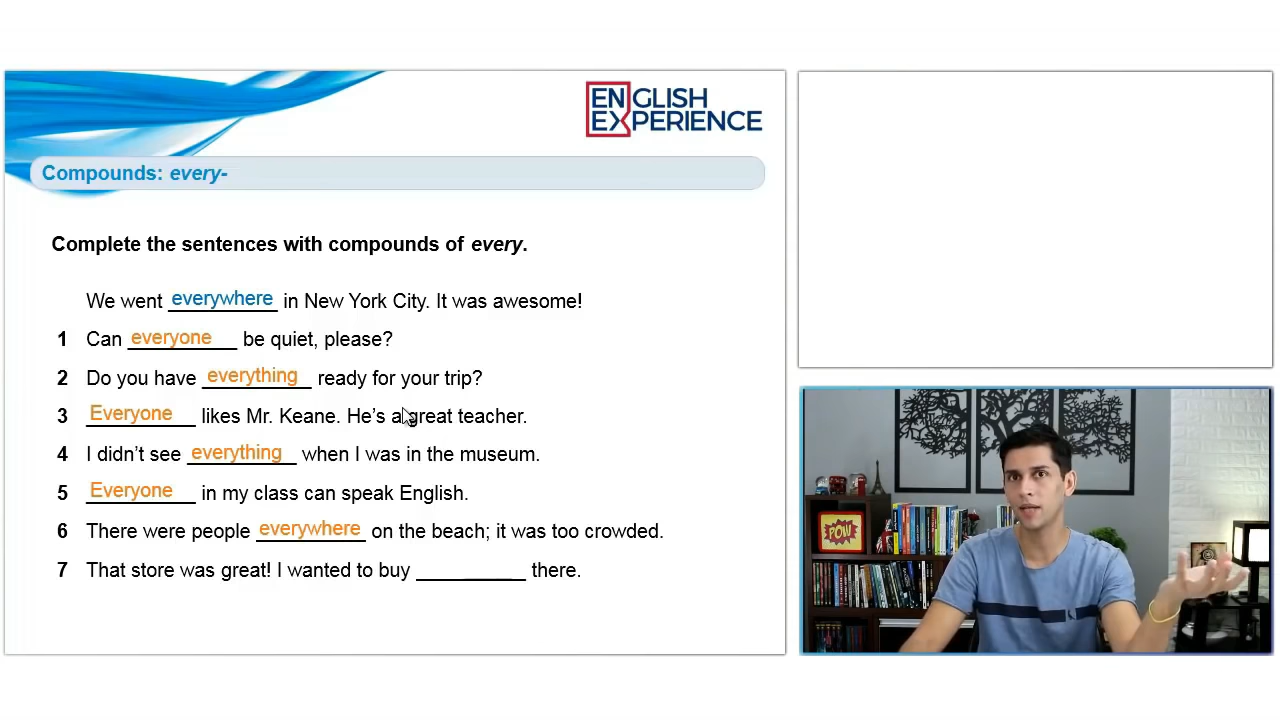 ENGLISH
EXPERIENCE
Compounds: every-
Complete the sentences with compounds of every.
We went everywhere in New York City. It was awesome!
1 Can everyone be quiet, please?
2 Do you have everything ready for your trip?
3 Everyone likes Mr. Keane. He's a great teacher.
4 I didn't see everything when I was in the museum.
5 Everyone in my class can speak English.
6 There were people everywhere on the beach; it was too crowded.
7 That store was great! I wanted to buy __________ there.
POW